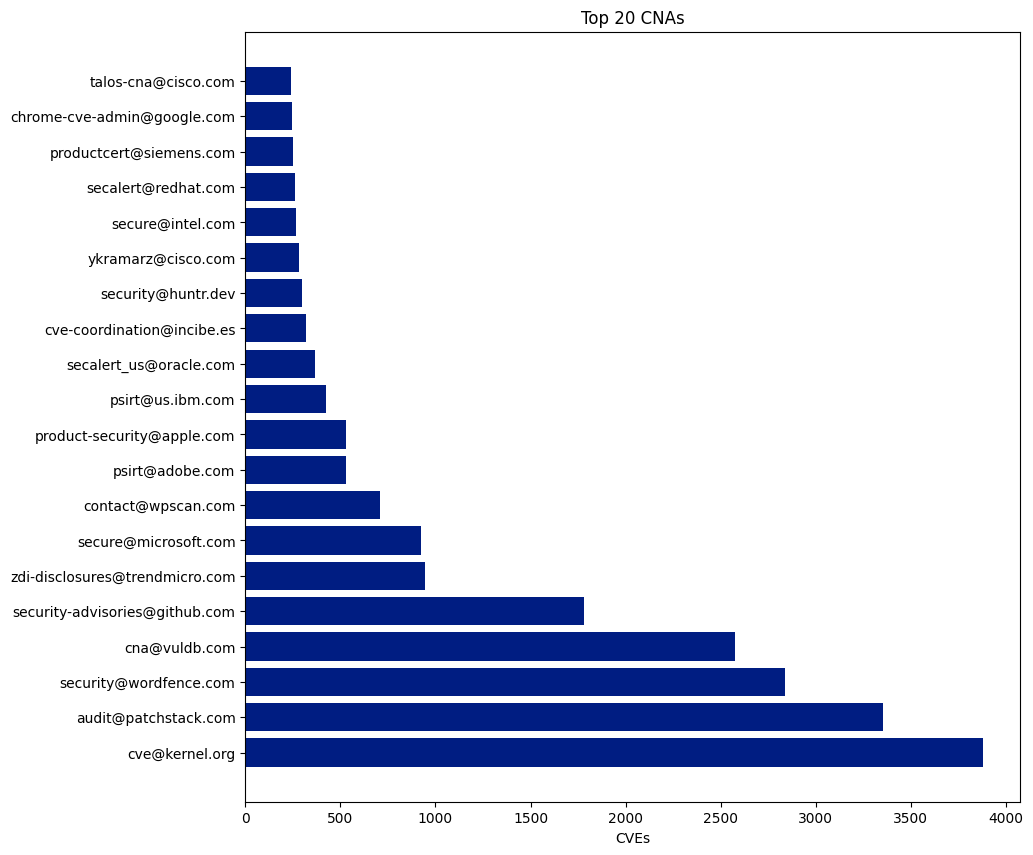 Top 20 CNAs
talos-cna@cisco.com
chrome-cve-admin@google.com
productcert@siemens.com
secalert@redhat.com
secure@intel.com
ykramarz@cisco.com
security@huntr.dev
cve-coordination@incibe.es
secalert_us@oracle.com
psirt@us.ibm.com
product-security@apple.com
psirt@adobe.com
contact@wpscan.com
secure@microsoft.com
zdi-disclosures@trendmicro.com
security-advisories@github.com
cna@vuldb.com
security@wordfence.com
audit@patchstack.com
cve@kernel.org
0 500 1000 1500 2000 2500 3000 3500 4000
CVEs